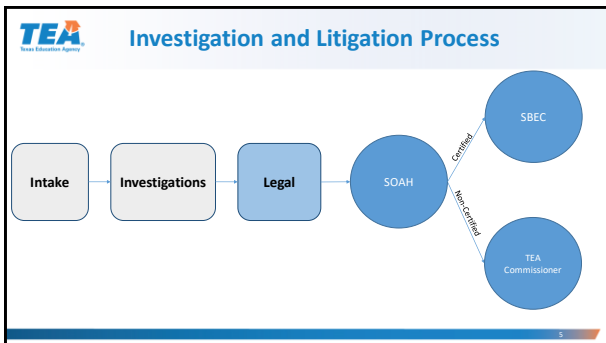 TEA
Texas Education Agency
Investigation and Litigation Process
Intake
Investigations
Legal
SOAH
Certified
Non-Certified
SBEC
TEA
Commissioner
5